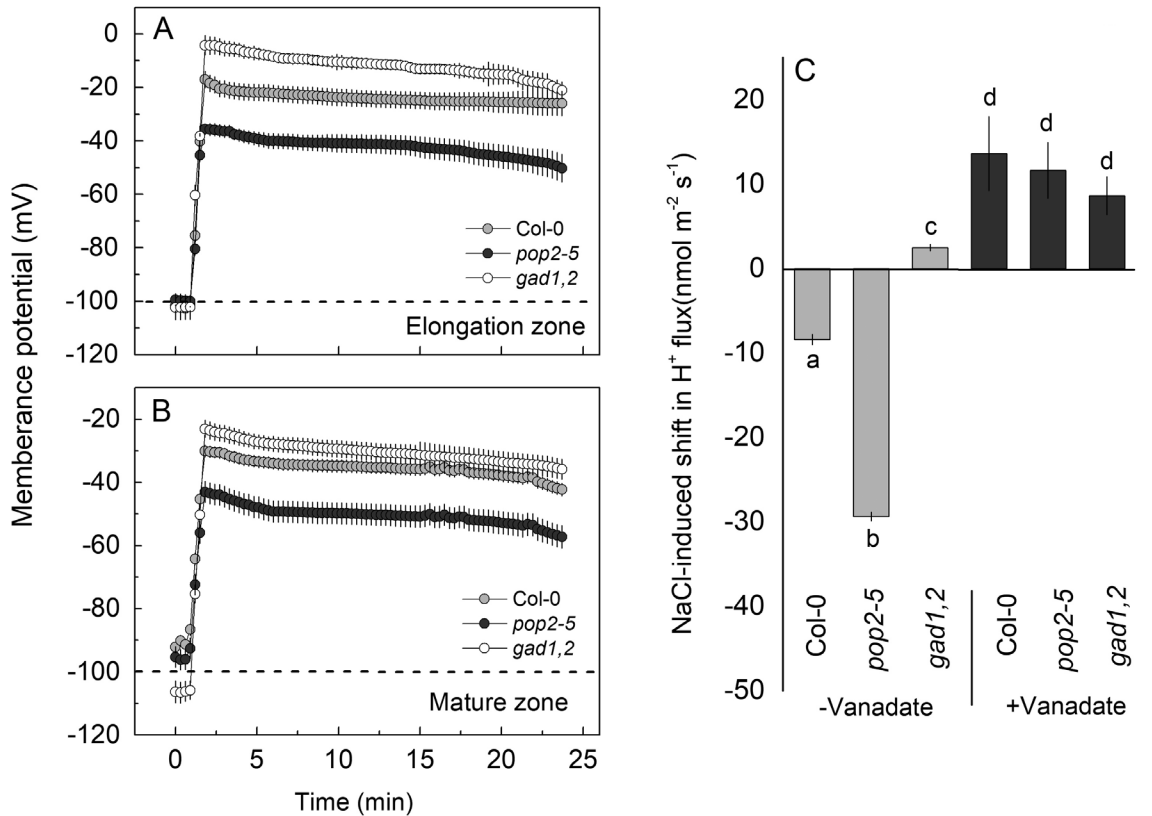 Memberance potential (mV)
A
0
-20
-40
-60
-80
-100
-120
Col-0
pop2-5
gad1,2
Elongation zone
B
-20
-40
-60
-80
-100
-120
Col-0
pop2-5
gad1,2
Mature zone
0 5 10 15 20 25
Time (min)
C
NaCl-induced shift in H⁺ flux(nmol m⁻² s⁻¹)
20
10
0
-10
-20
-30
-40
-50
a
b
c
d
d
d
Col-0
pop2-5
gad1,2
Col-0
pop2-5
gad1,2
-Vanadate
+Vanadate